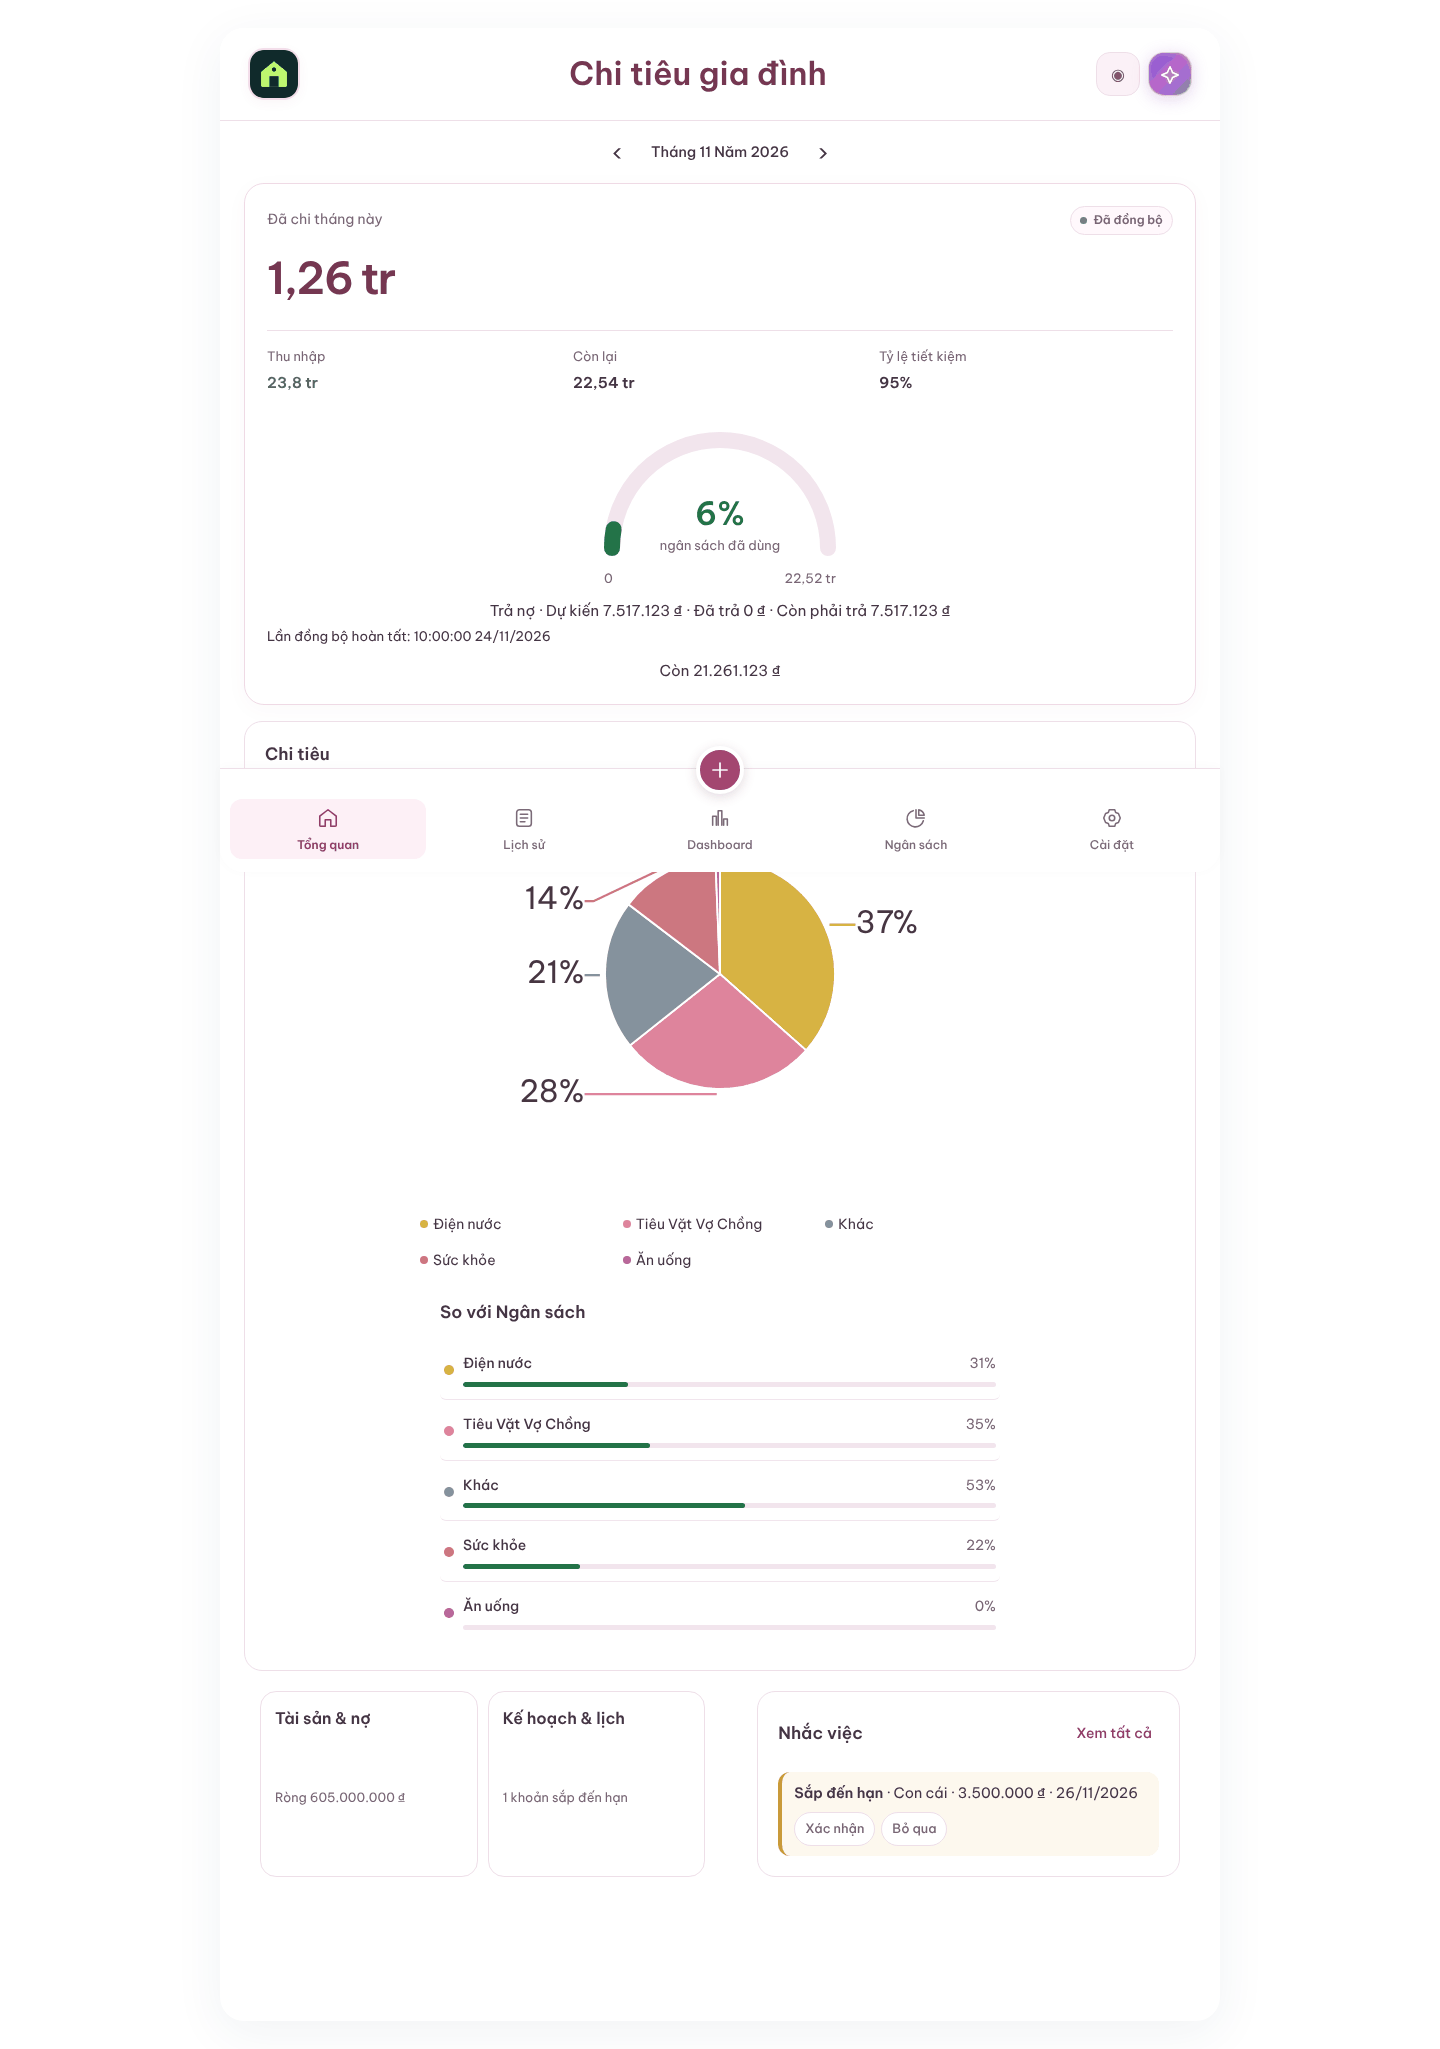 Chi tiêu gia đình
Tháng 11 Năm 2026
Đã chi tháng này
Đã đồng bộ
1,26 tr
Thu nhập
Còn lại
Tỷ lệ tiết kiệm
23,8 tr
22,54 tr
95%
6%
ngân sách đã dùng
0
22,52 tr
Trả nợ · Dự kiến 7.517.123 ₫ · Đã trả 0 ₫ · Còn phải trả 7.517.123 ₫
Lần đồng bộ hoàn tất: 10:00:00 24/11/2026
Còn 21.261.123 ₫
Chi tiêu
Tổng quan
Lịch sử
Dashboard
Ngân sách
Cài đặt
14%
37%
21%
28%
Điện nước
Tiêu Vặt Vợ Chồng
Khác
Sức khỏe
Ăn uống
So với Ngân sách
Điện nước
31%
Tiêu Vặt Vợ Chồng
35%
Khác
53%
Sức khỏe
22%
Ăn uống
0%
Tài sản & nợ
Ròng 605.000.000 ₫
Kế hoạch & lịch
1 khoản sắp đến hạn
Nhắc việc
Xem tất cả
Sắp đến hạn · Con cái · 3.500.000 ₫ · 26/11/2026
Xác nhận
Bỏ qua